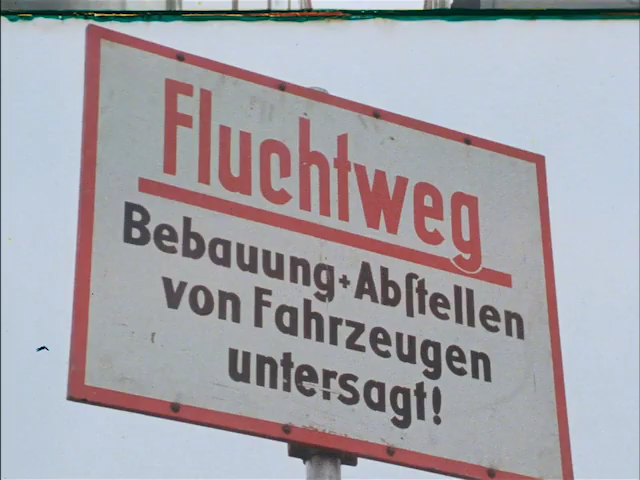 Fluchtweg
Bebauung + Abſtellen
von Fahrzeugen
untersagt!